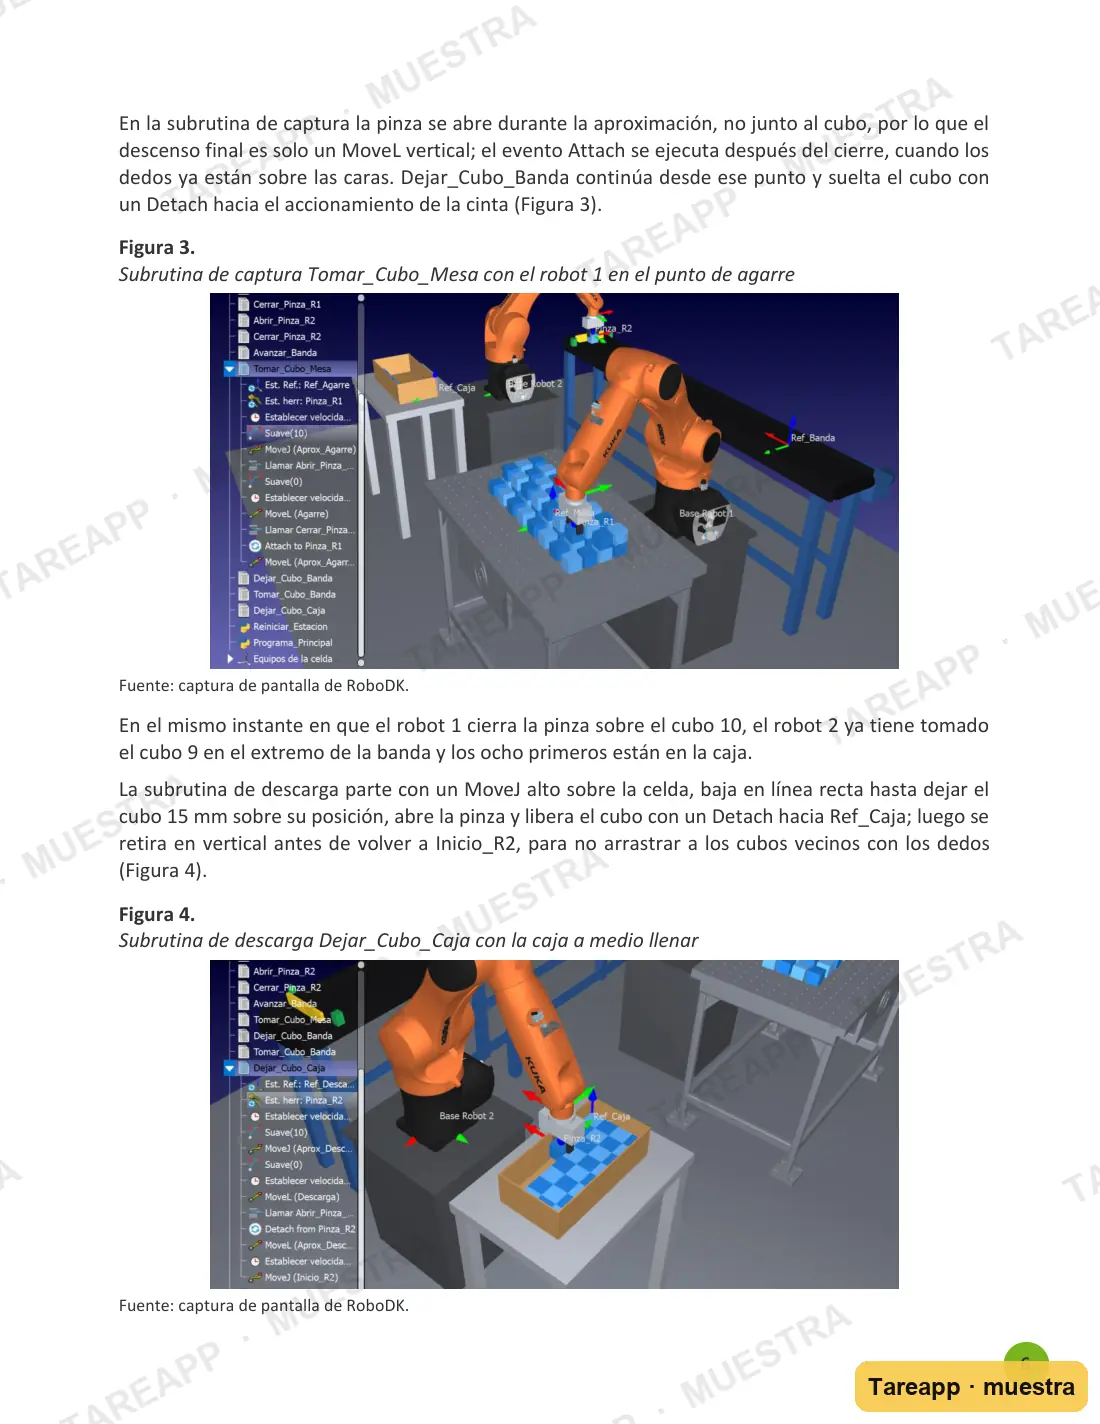 En la subrutina de captura la pinza se abre durante la aproximación, no junto al cubo, por lo que el
descenso final es solo un MoveL vertical; el evento Attach se ejecuta después del cierre, cuando los
dedos ya están sobre las caras. Dejar_Cubo_Banda continúa desde ese punto y suelta el cubo con
un Detach hacia el accionamiento de la cinta (Figura 3).
Figura 3.
Subrutina de captura Tomar_Cubo_Mesa con el robot 1 en el punto de agarre
Cerrar_Pinza_R1
Abrir_Pinza_R2
Cerrar_Pinza_R2
Avanzar_Banda
Tomar_Cubo_Mesa
Est. Ref.: Ref_Agarre
Est. herr: Pinza_R1
Establecer velocida...
Suave(10)
MoveJ (Aprox_Agarre)
Llamar Abrir_Pinza_...
Suave(0)
Establecer velocida...
MoveL (Agarre)
Llamar Cerrar_Pinza...
Attach to Pinza_R1
MoveL (Aprox_Agarr...
Dejar_Cubo_Banda
Tomar_Cubo_Banda
Dejar_Cubo_Caja
Reiniciar_Estacion
Programa_Principal
Equipos de la celda
Pinza_R2
Ref_Caja
Base Robot 2
Ref_Banda
KUKA
Ref_Mesa
Pinza_R1
Base Robot 1
Fuente: captura de pantalla de RoboDK.
En el mismo instante en que el robot 1 cierra la pinza sobre el cubo 10, el robot 2 ya tiene tomado
el cubo 9 en el extremo de la banda y los ocho primeros están en la caja.
La subrutina de descarga parte con un MoveJ alto sobre la celda, baja en línea recta hasta dejar el
cubo 15 mm sobre su posición, abre la pinza y libera el cubo con un Detach hacia Ref_Caja; luego se
retira en vertical antes de volver a Inicio_R2, para no arrastrar a los cubos vecinos con los dedos
(Figura 4).
Figura 4.
Subrutina de descarga Dejar_Cubo_Caja con la caja a medio llenar
Abrir_Pinza_R2
Cerrar_Pinza_R2
Avanzar_Banda
Tomar_Cubo_Mesa
Dejar_Cubo_Banda
Tomar_Cubo_Banda
Dejar_Cubo_Caja
Est. Ref.: Ref_Desca...
Est. herr: Pinza_R2
Establecer velocida...
Suave(10)
MoveJ (Aprox_Desc...
Suave(0)
Establecer velocida...
MoveL (Descarga)
Llamar Abrir_Pinza_...
Detach from Pinza_R2
MoveL (Aprox_Desc...
Establecer velocida...
MoveJ (Inicio_R2)
KUKA
Base Robot 2
Ref_Caja
Pinza_R2
Fuente: captura de pantalla de RoboDK.
Tareapp · muestra
TAREAPP · MUESTRA